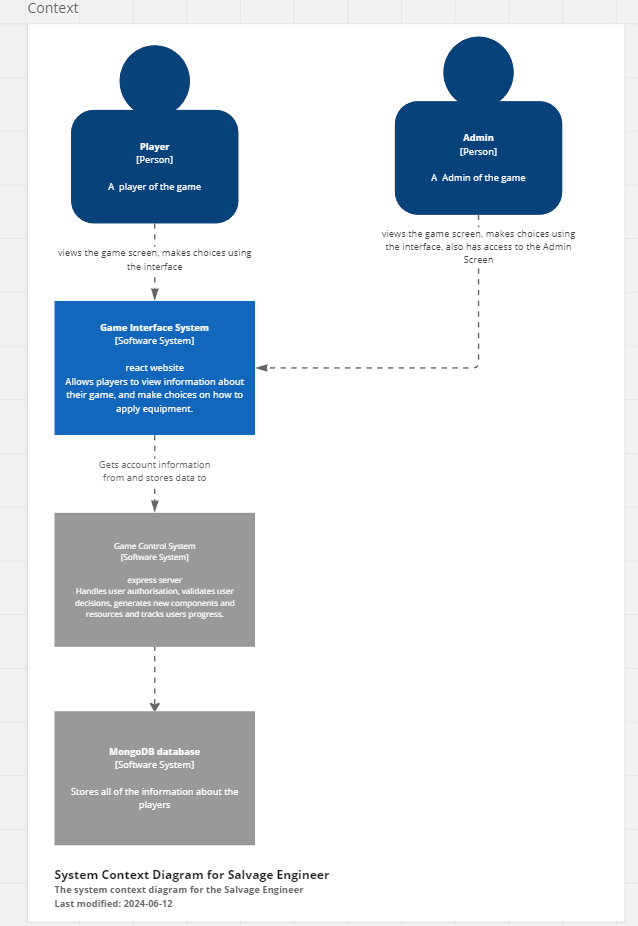 Context
Player
[Person]
A player of the game
Admin
[Person]
A Admin of the game
views the game screen, makes choices using
the interface
views the game screen, makes choices using
the interface, also has access to the Admin
Screen
Game Interface System
[Software System]
react website
Allows players to view information about
their game, and make choices on how to
apply equipment.
Gets account information
from and stores data to
Game Control System
[Software System]
express server
Handles user authorisation, validates user
decisions, generates new components and
resources and tracks users progress.
MongoDB database
[Software System]
Stores all of the information about the
players
System Context Diagram for Salvage Engineer
The system context diagram for the Salvage Engineer
Last modified: 2024-06-12